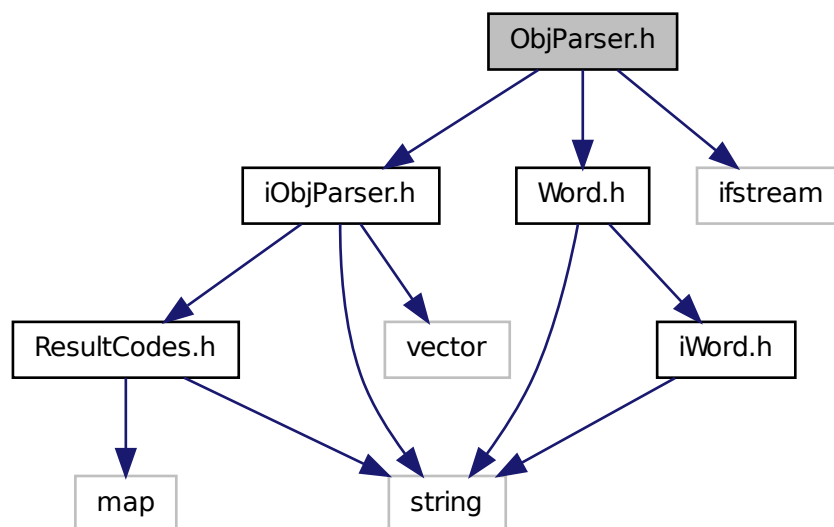 ObjParser.h
iObjParser.h
Word.h
ifstream
ResultCodes.h
vector
iWord.h
map
string